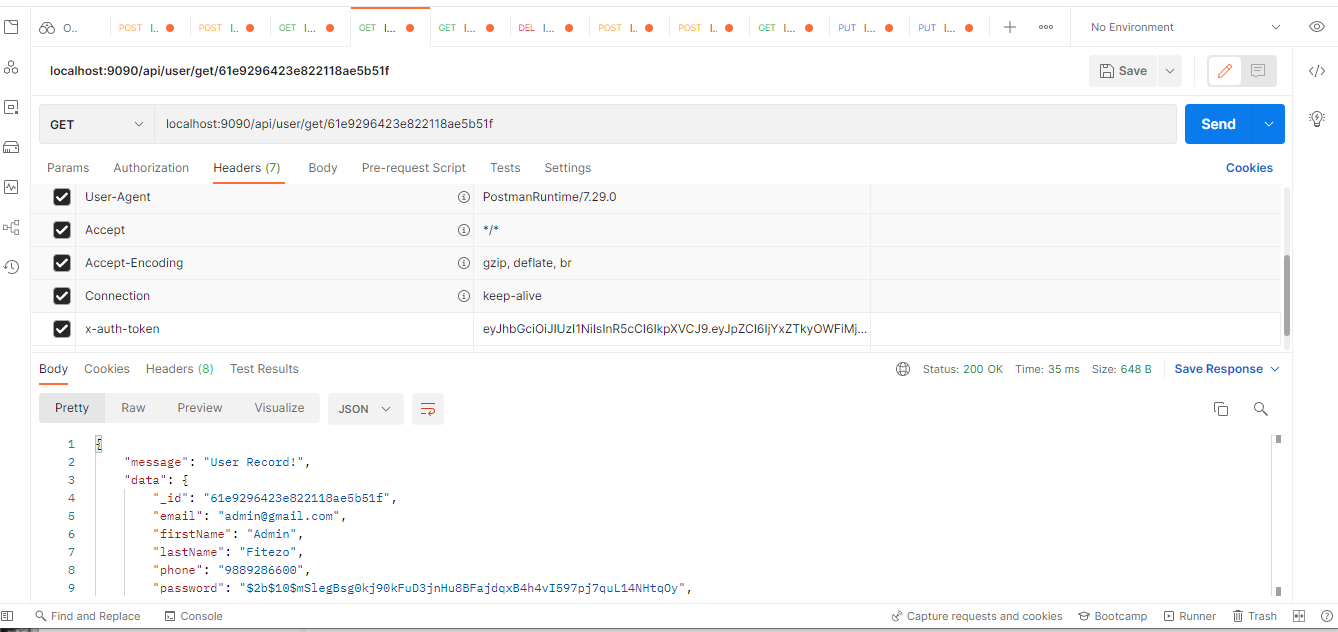 O.. POST I.. POST I.. GET I... GET I... GET I... DEL I... POST I.. POST I.. GET I... PUT I... PUT I... No Environment
localhost:9090/api/user/get/61e9296423e822118ae5b51f Save
GET localhost:9090/api/user/get/61e9296423e822118ae5b51f Send
Params Authorization Headers (7) Body Pre-request Script Tests Settings Cookies
User-Agent PostmanRuntime/7.29.0
Accept */*
Accept-Encoding gzip, deflate, br
Connection keep-alive
x-auth-token eyJhbGciOiJIUzI1NiIsInR5cCI6IkpXVCJ9.eyJpZCI6IjYxZTkyOWFiMj...
Body Cookies Headers (8) Test Results Status: 200 OK Time: 35 ms Size: 648 B Save Response
Pretty Raw Preview Visualize JSON
1 {
2 "message": "User Record!",
3 "data": {
4 "_id": "61e9296423e822118ae5b51f",
5 "email": "admin@gmail.com",
6 "firstName": "Admin",
7 "lastName": "Fitezo",
8 "phone": "9889286600",
9 "password": "$2b$10$mSlegBsg0kj90kFuD3jnHu8BFajdqxB4h4vI597pj7quL14NHtqOy",
Find and Replace Console Capture requests and cookies Bootcamp Runner Trash